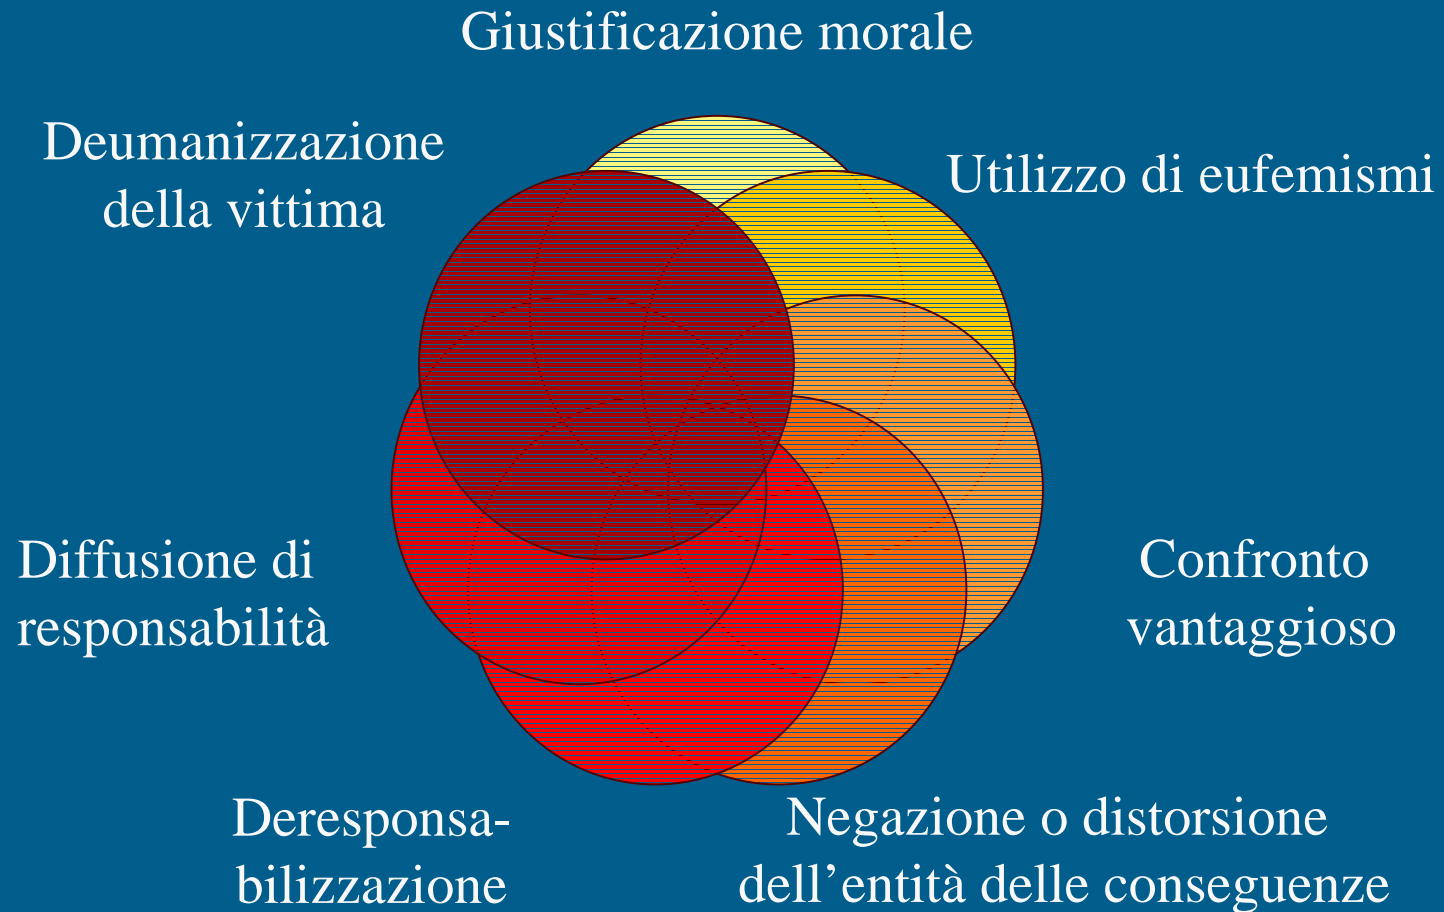 Giustificazione morale
Deumanizzazione
della vittima
Utilizzo di eufemismi
Diffusione di
responsabilità
Confronto
vantaggioso
Deresponsa-
bilizzazione
Negazione o distorsione
dell’entità delle conseguenze